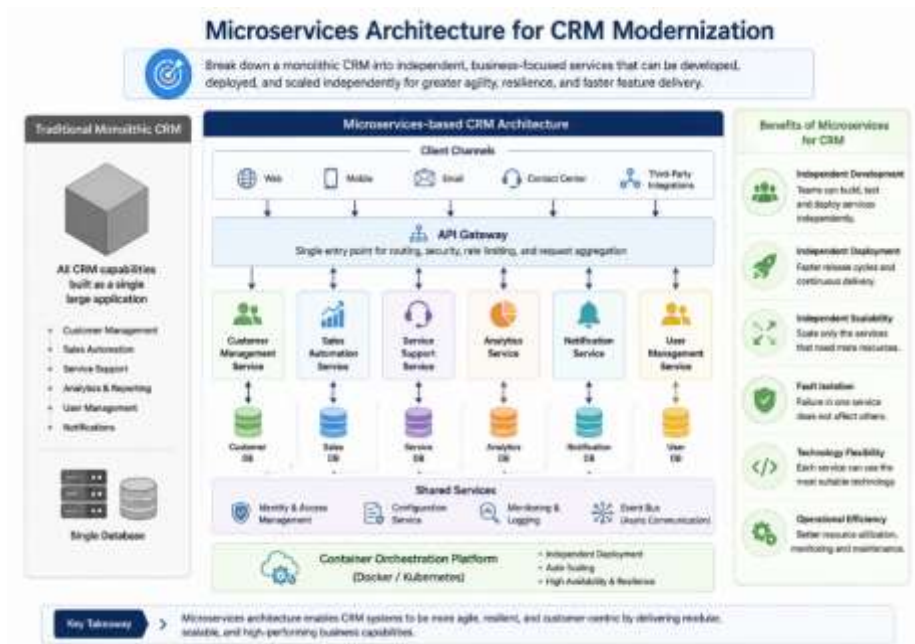 Microservices Architecture for CRM Modernization
Break down a monolithic CRM into independent, business-focused services that can be developed,
deployed, and scaled independently for greater agility, resilience, and faster feature delivery.
Traditional Monolithic CRM
All CRM capabilities
built as a single
large application
• Customer Management
• Sales Automation
• Service Support
• Analytics & Reporting
• User Management
• Notifications
Single Database
Microservices-based CRM Architecture
Client Channels
Web
Mobile
Email
Contact Center
Third-Party
Integrations
API Gateway
Single entry point for routing, security, rate limiting, and request aggregation
Customer
Management
Service
Sales
Automation
Service
Service
Support
Service
Analytics
Service
Notification
Service
User
Management
Service
Customer
DB
Sales
DB
Service
DB
Analytics
DB
Notification
DB
User
DB
Shared Services
Identity & Access
Management
Configuration
Service
Monitoring &
Logging
Event Bus
(Async Communication)
Container Orchestration Platform
(Docker / Kubernetes)
• Independent Deployment
• Auto Scaling
• High Availability & Resilience
Benefits of Microservices
for CRM
Independent Development
Teams can build, test
and deploy services
independently.
Independent Deployment
Faster release cycles and
continuous delivery.
Independent Scalability
Scale only the services
that need more resources.
Fault Isolation
Failure in one service
does not affect others.
Technology Flexibility
Each service can use the
most suitable technology
Operational Efficiency
Better resource utilization,
monitoring and maintenance.
Key Takeaway
Microservices architecture enables CRM systems to be more agile, resilient, and customer-centric by delivering modular,
scalable, and high-performing business capabilities.